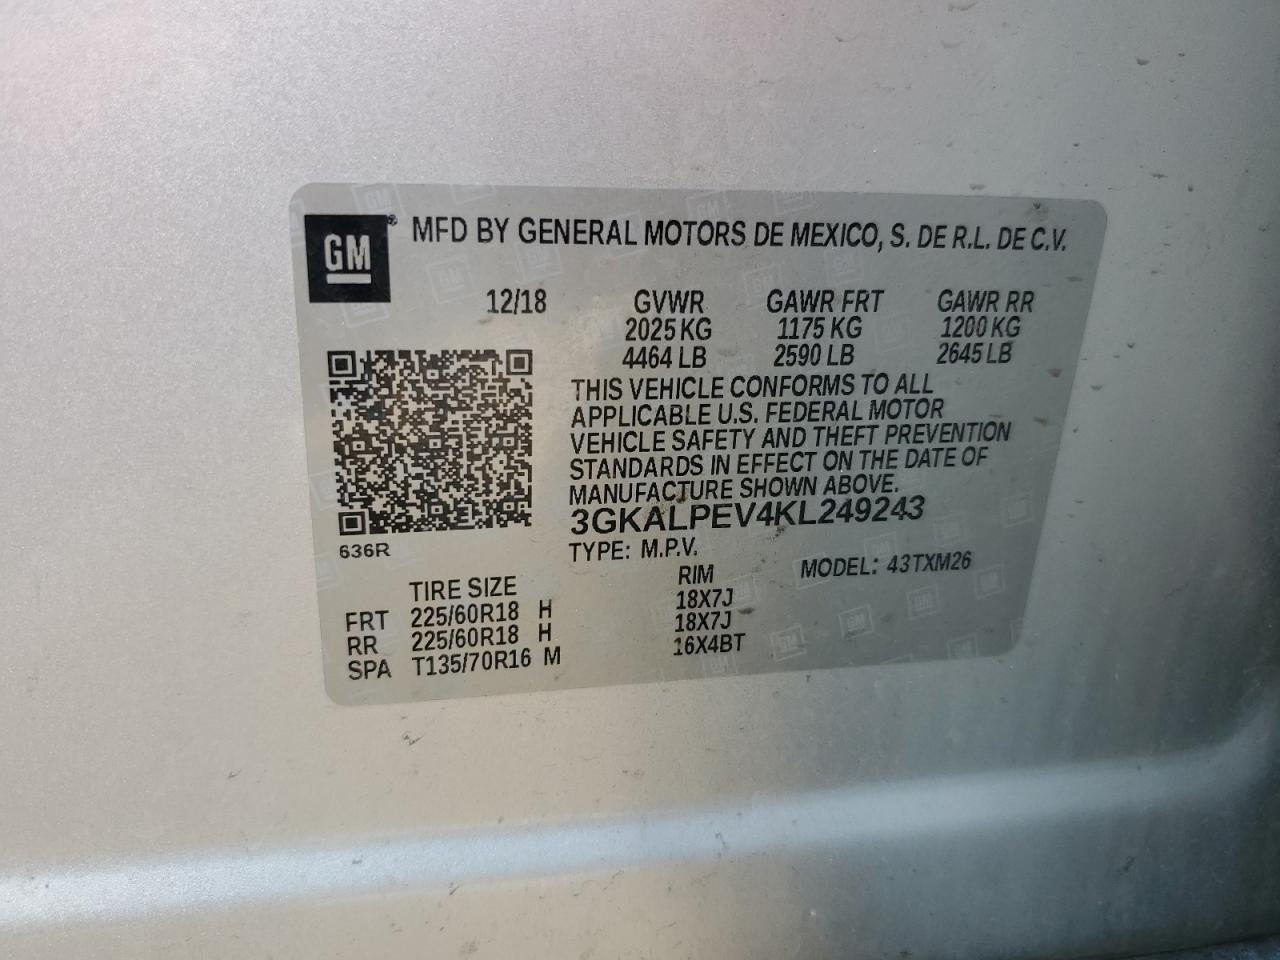 GM ® MFD BY GENERAL MOTORS DE MEXICO, S. DE R.L. DE C.V.
12/18 GVWR GAWR FRT GAWR RR
2025 KG 1175 KG 1200 KG
4464 LB 2590 LB 2645 LB
THIS VEHICLE CONFORMS TO ALL
APPLICABLE U.S. FEDERAL MOTOR
VEHICLE SAFETY AND THEFT PREVENTION
STANDARDS IN EFFECT ON THE DATE OF
MANUFACTURE SHOWN ABOVE.
3GKALPEV4KL249243
636R TYPE: M.P.V. MODEL: 43TXM26
TIRE SIZE RIM
FRT 225/60R18 H 18X7J
RR 225/60R18 H 18X7J
SPA T135/70R16 M 16X4BT